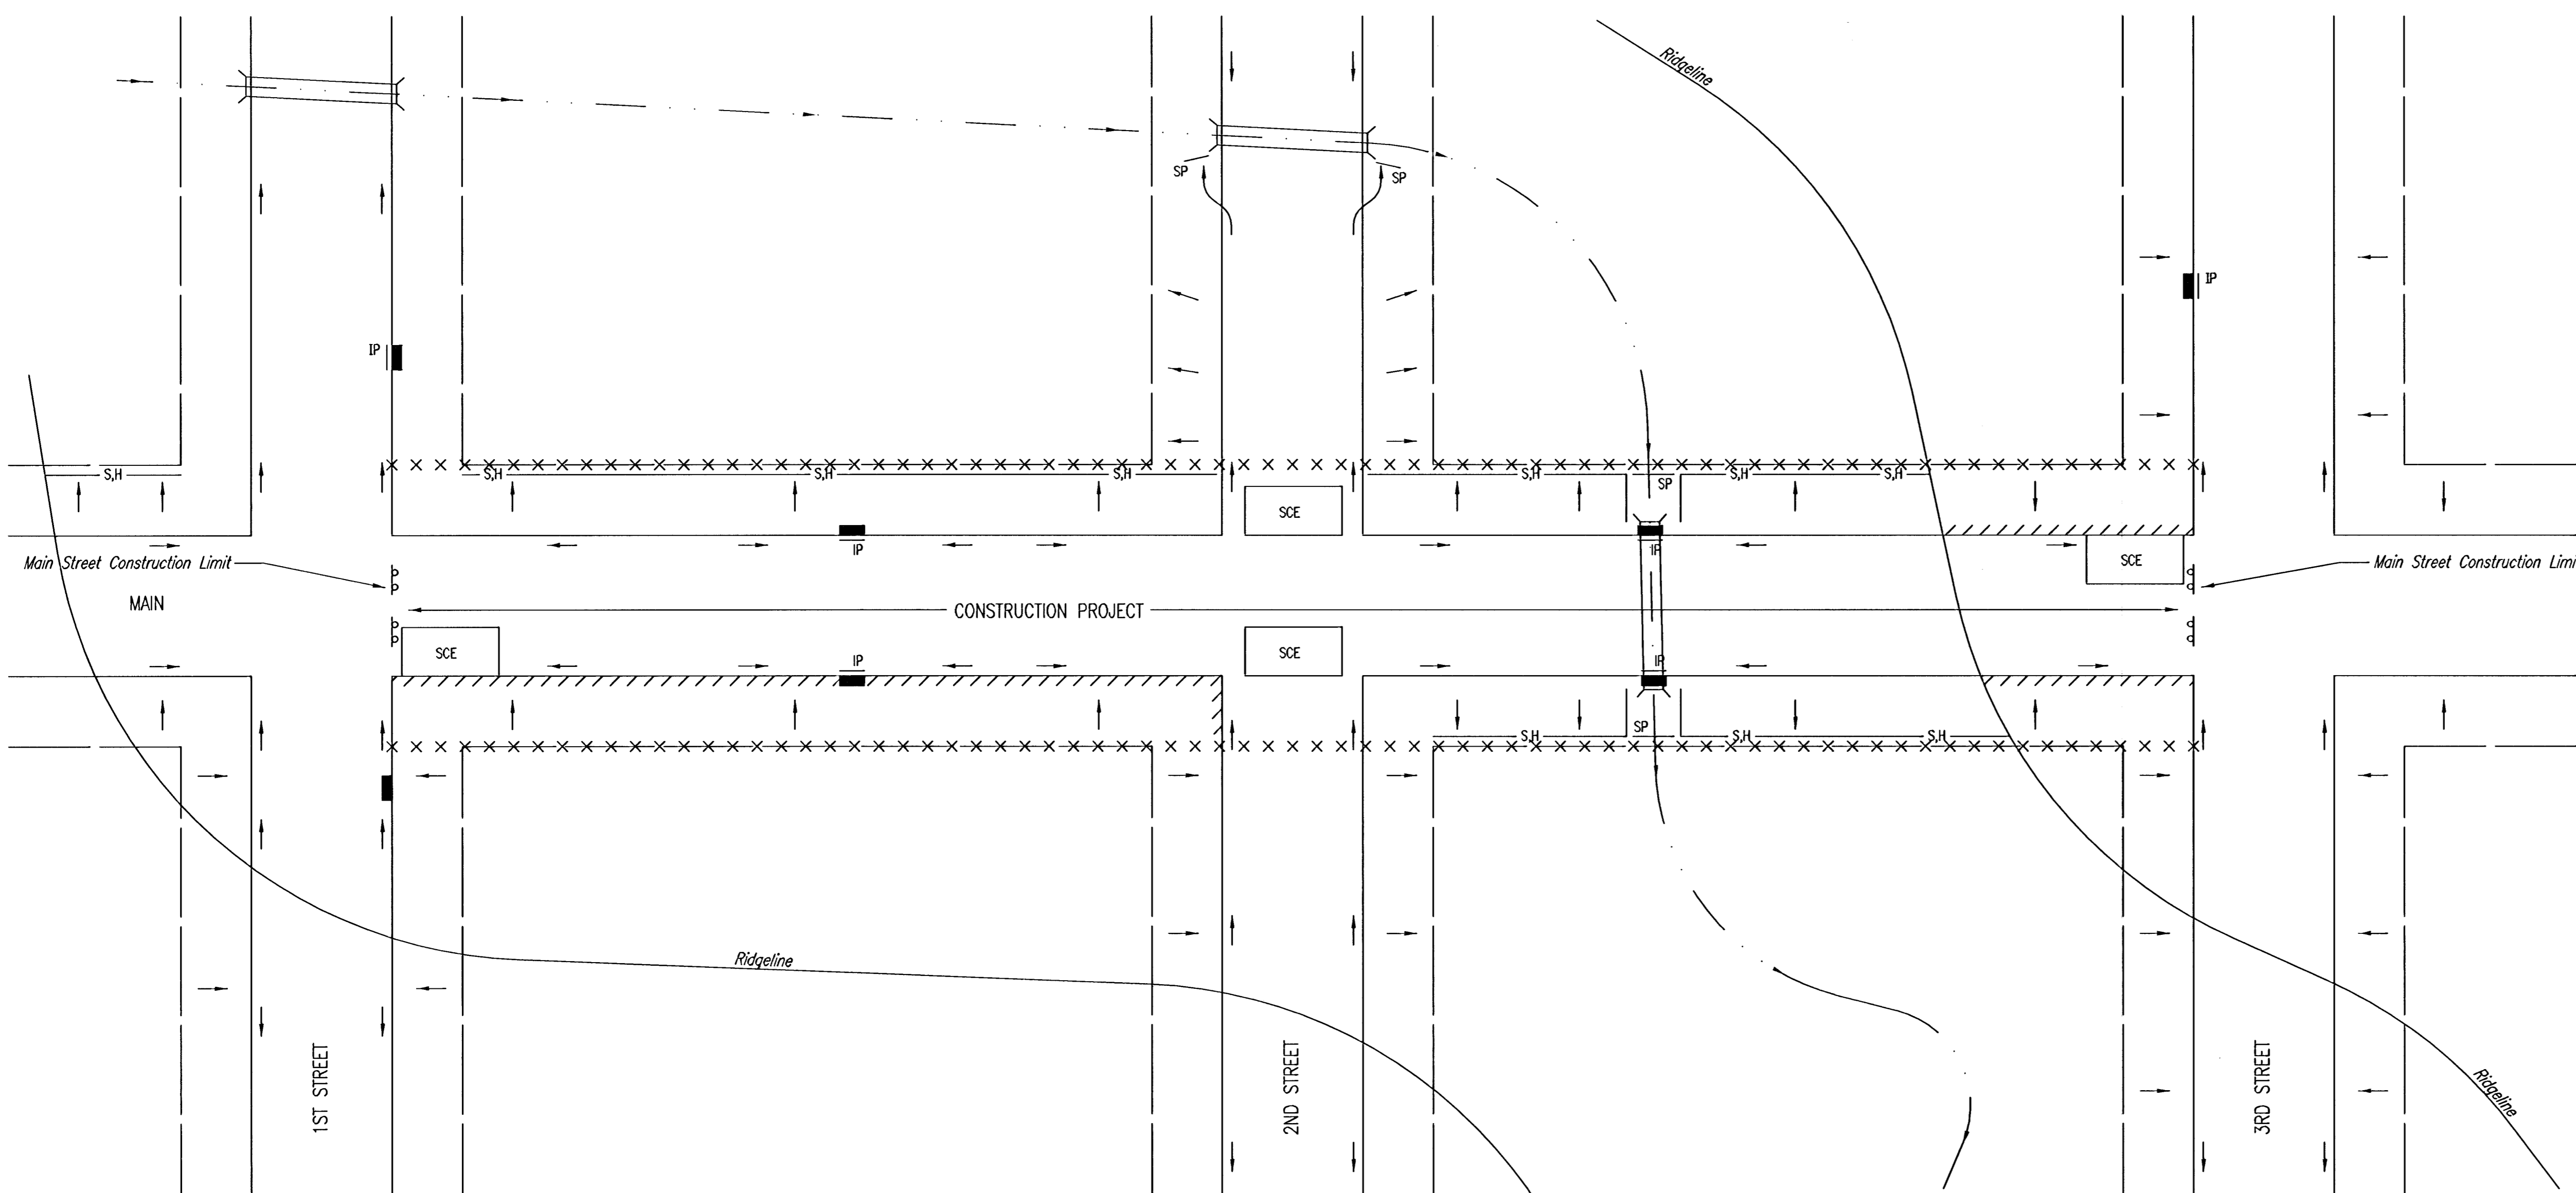 Ridgeline
SP
SP
IP
IP
S,H
S,H
S,H
S,H
S,H
S,H
S,H
SP
SCE
IP
IP
Main Street Construction Limit
SCE
Main Street Construction Limi
MAIN
CONSTRUCTION PROJECT
SCE
IP
SCE
IP
SP
S,H
S,H
S,H
Ridgeline
1ST STREET
2ND STREET
3RD STREET
Ridgeline